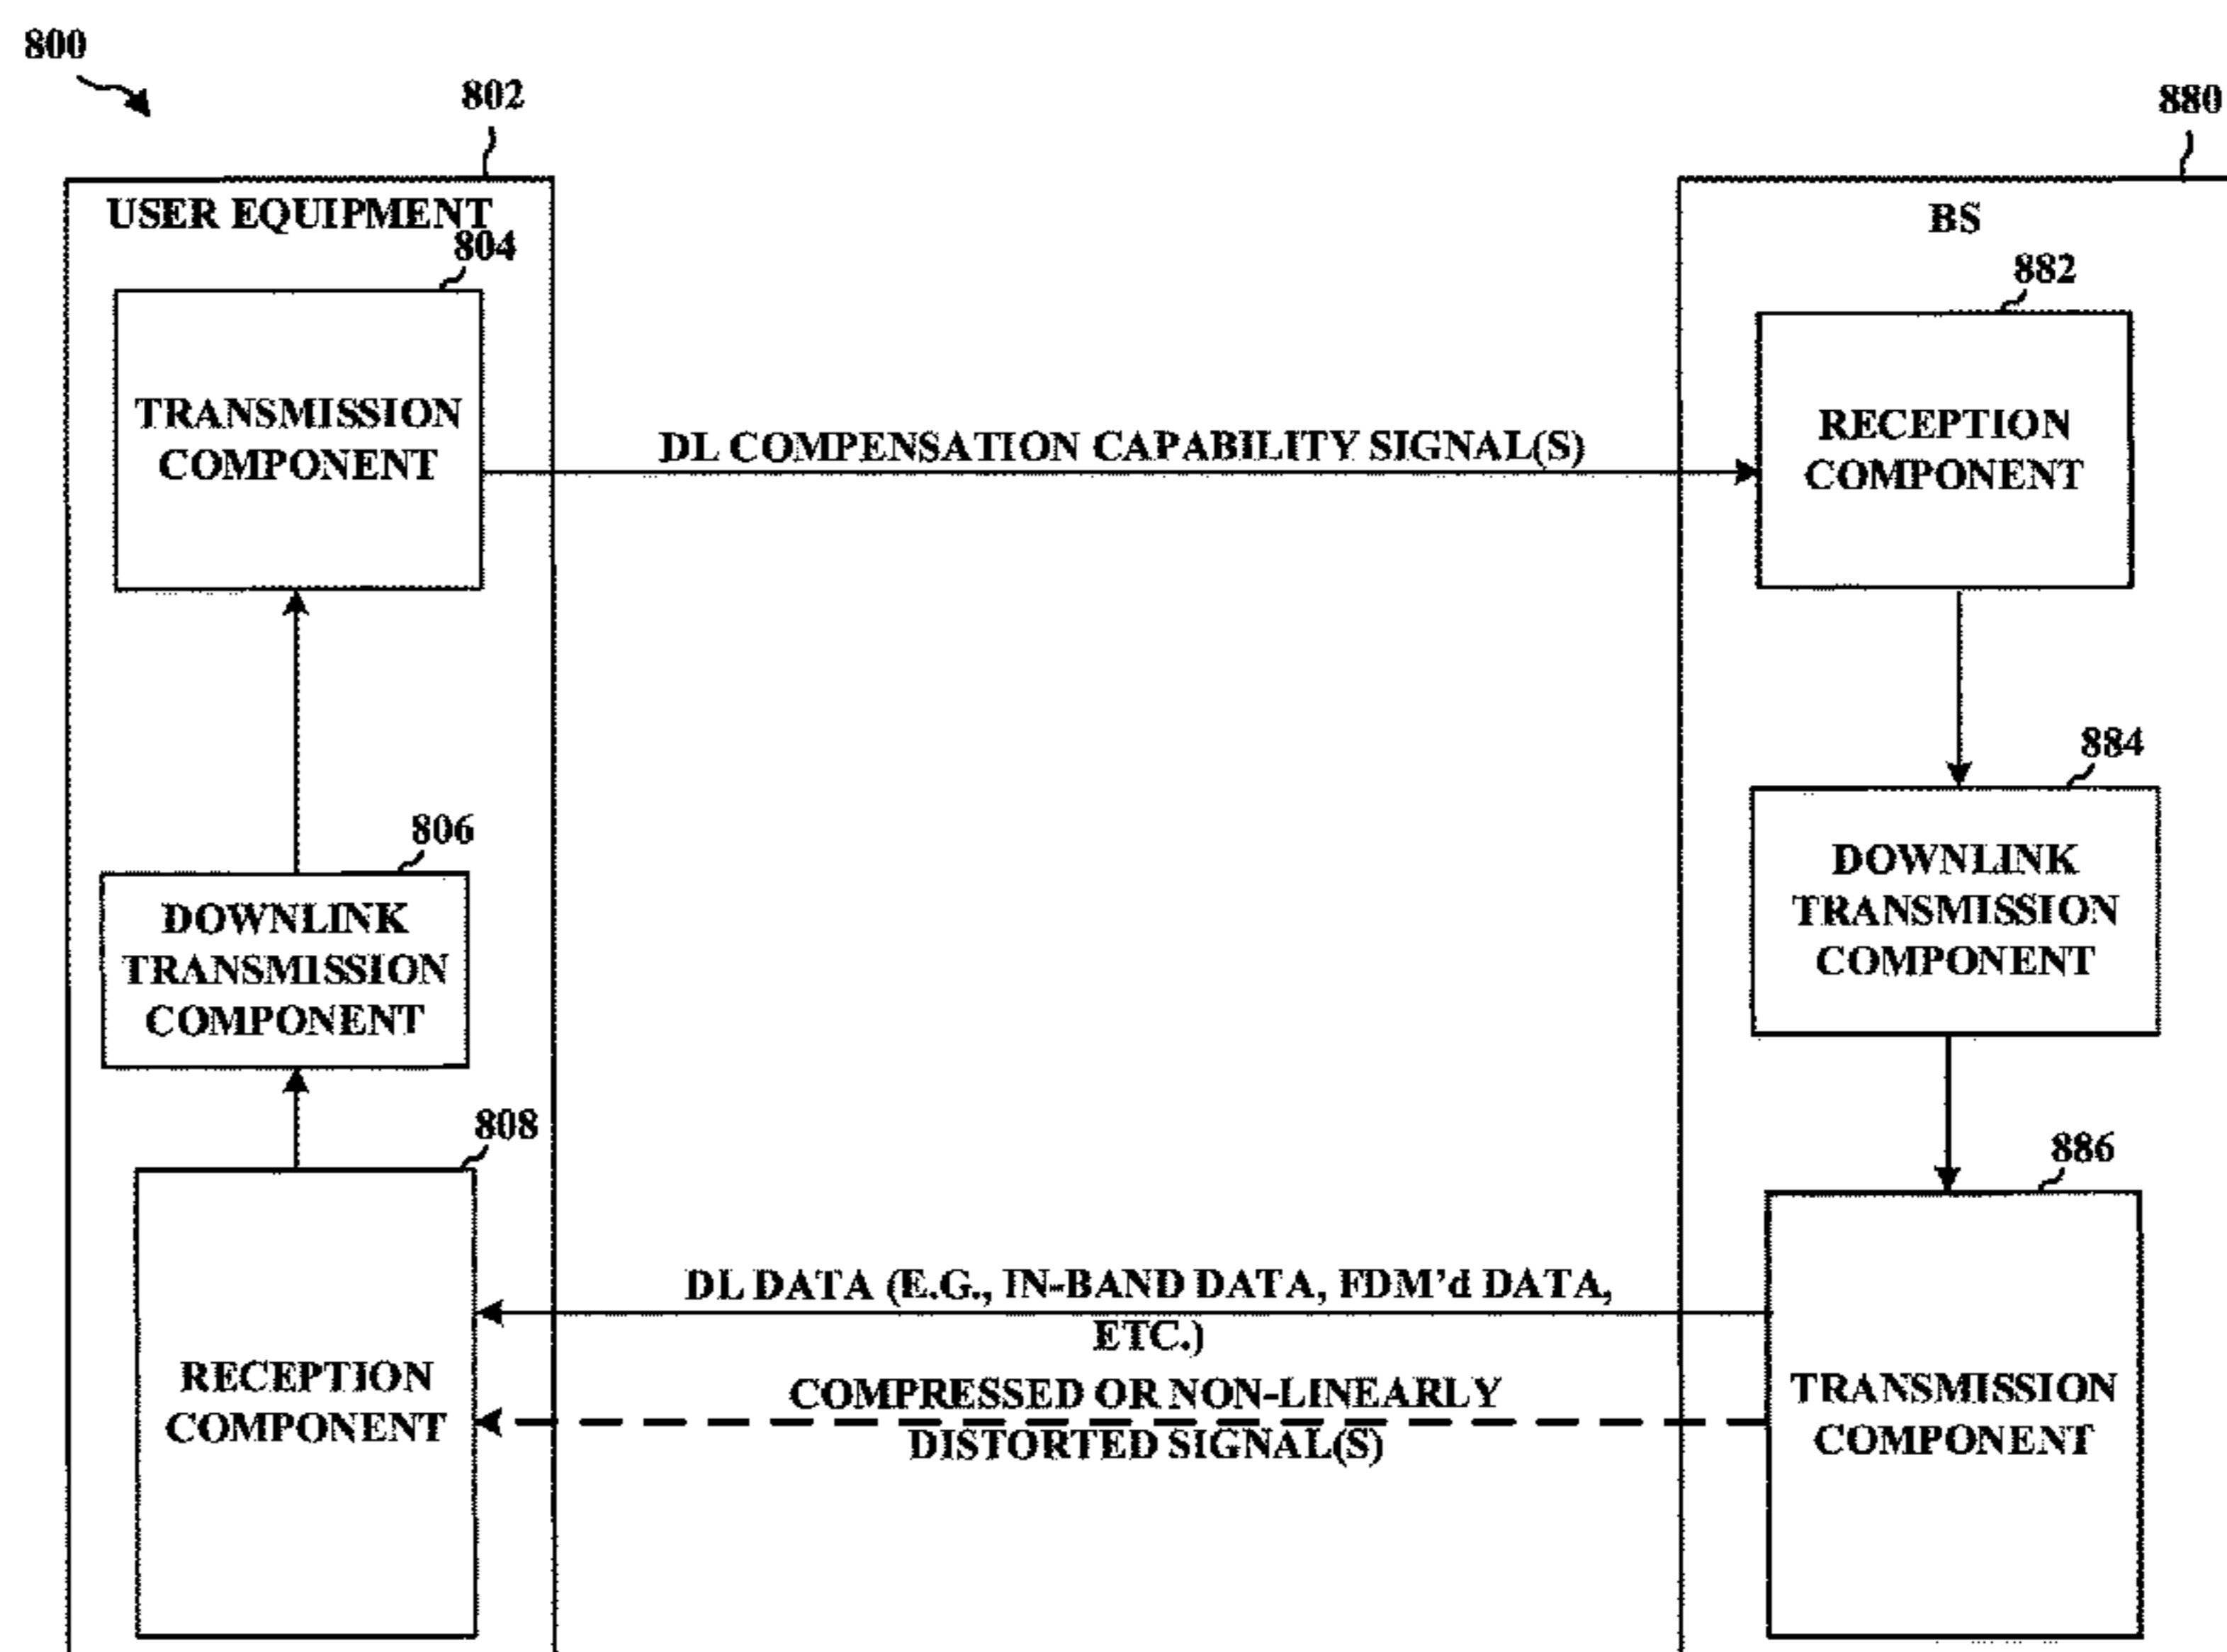 800
802
880
USER EQUIPMENT
BS
804
882
TRANSMISSION
COMPONENT
DL COMPENSATION CAPABILITY SIGNAL(S)
RECEPTION
COMPONENT
884
806
DOWNLINK
TRANSMISSION
COMPONENT
DOWNLINK
TRANSMISSION
COMPONENT
808
886
DL DATA (E.G., IN-BAND DATA, FDM'd DATA,
ETC.)
RECEPTION
COMPONENT
COMPRESSED OR NON-LINEARLY
DISTORTED SIGNAL(S)
TRANSMISSION
COMPONENT